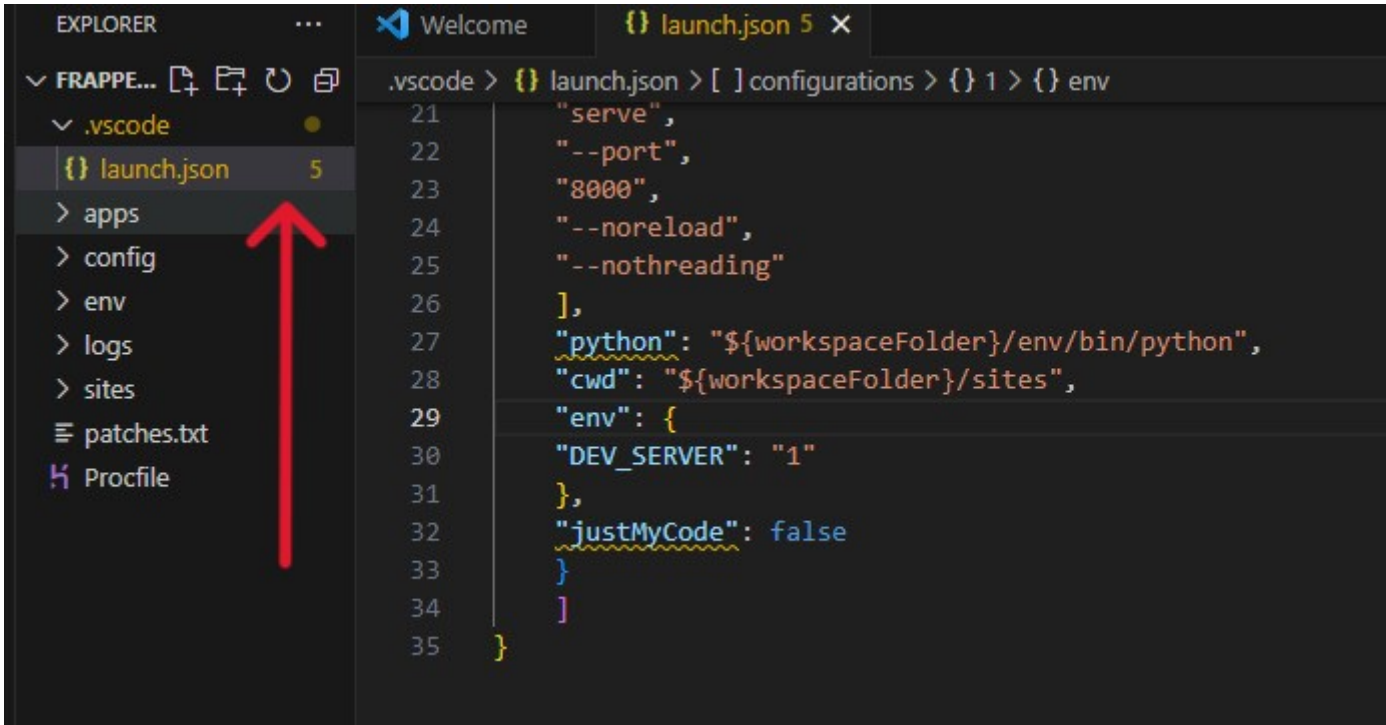 EXPLORER ...
FRAPPE...
.vscode
{} launch.json 5
apps
config
env
logs
sites
patches.txt
Procfile
Welcome {} launch.json 5
.vscode > {} launch.json > [ ] configurations > {} 1 > {} env
21 "serve",
22 "--port",
23 "8000",
24 "--noreload",
25 "--nothreading"
26 ],
27 "python": "${workspaceFolder}/env/bin/python",
28 "cwd": "${workspaceFolder}/sites",
29 "env": {
30 "DEV_SERVER": "1"
31 },
32 "justMyCode": false
33 }
34 ]
35 }